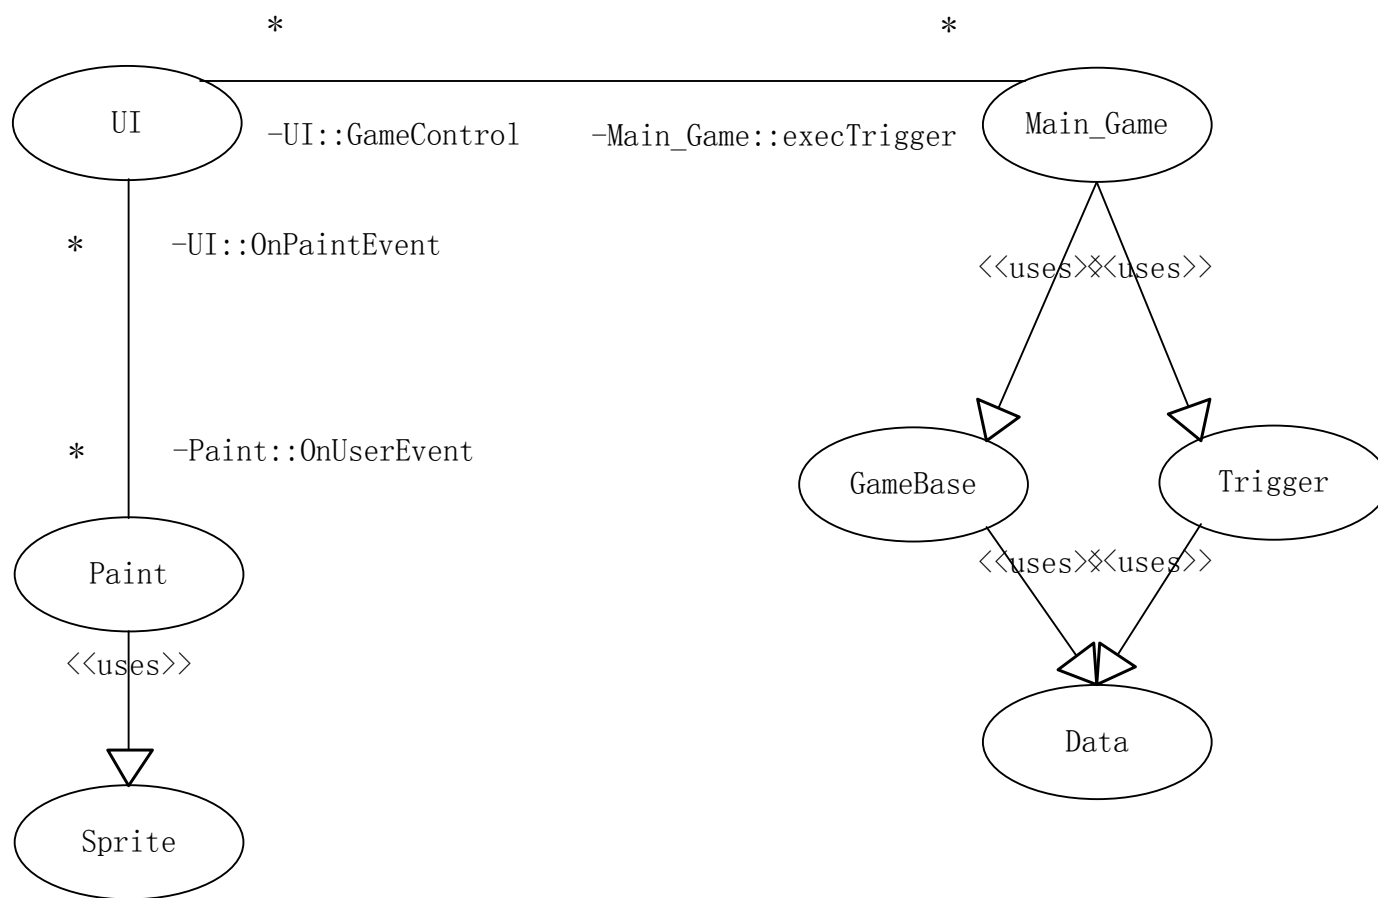 * *
UI
Main_Game
-UI::GameControl
-Main_Game::execTrigger
* -UI::OnPaintEvent
<<uses>>
<<uses>>
* -Paint::OnUserEvent
GameBase
Trigger
<<uses>>
<<uses>>
Paint
<<uses>>
Data
Sprite